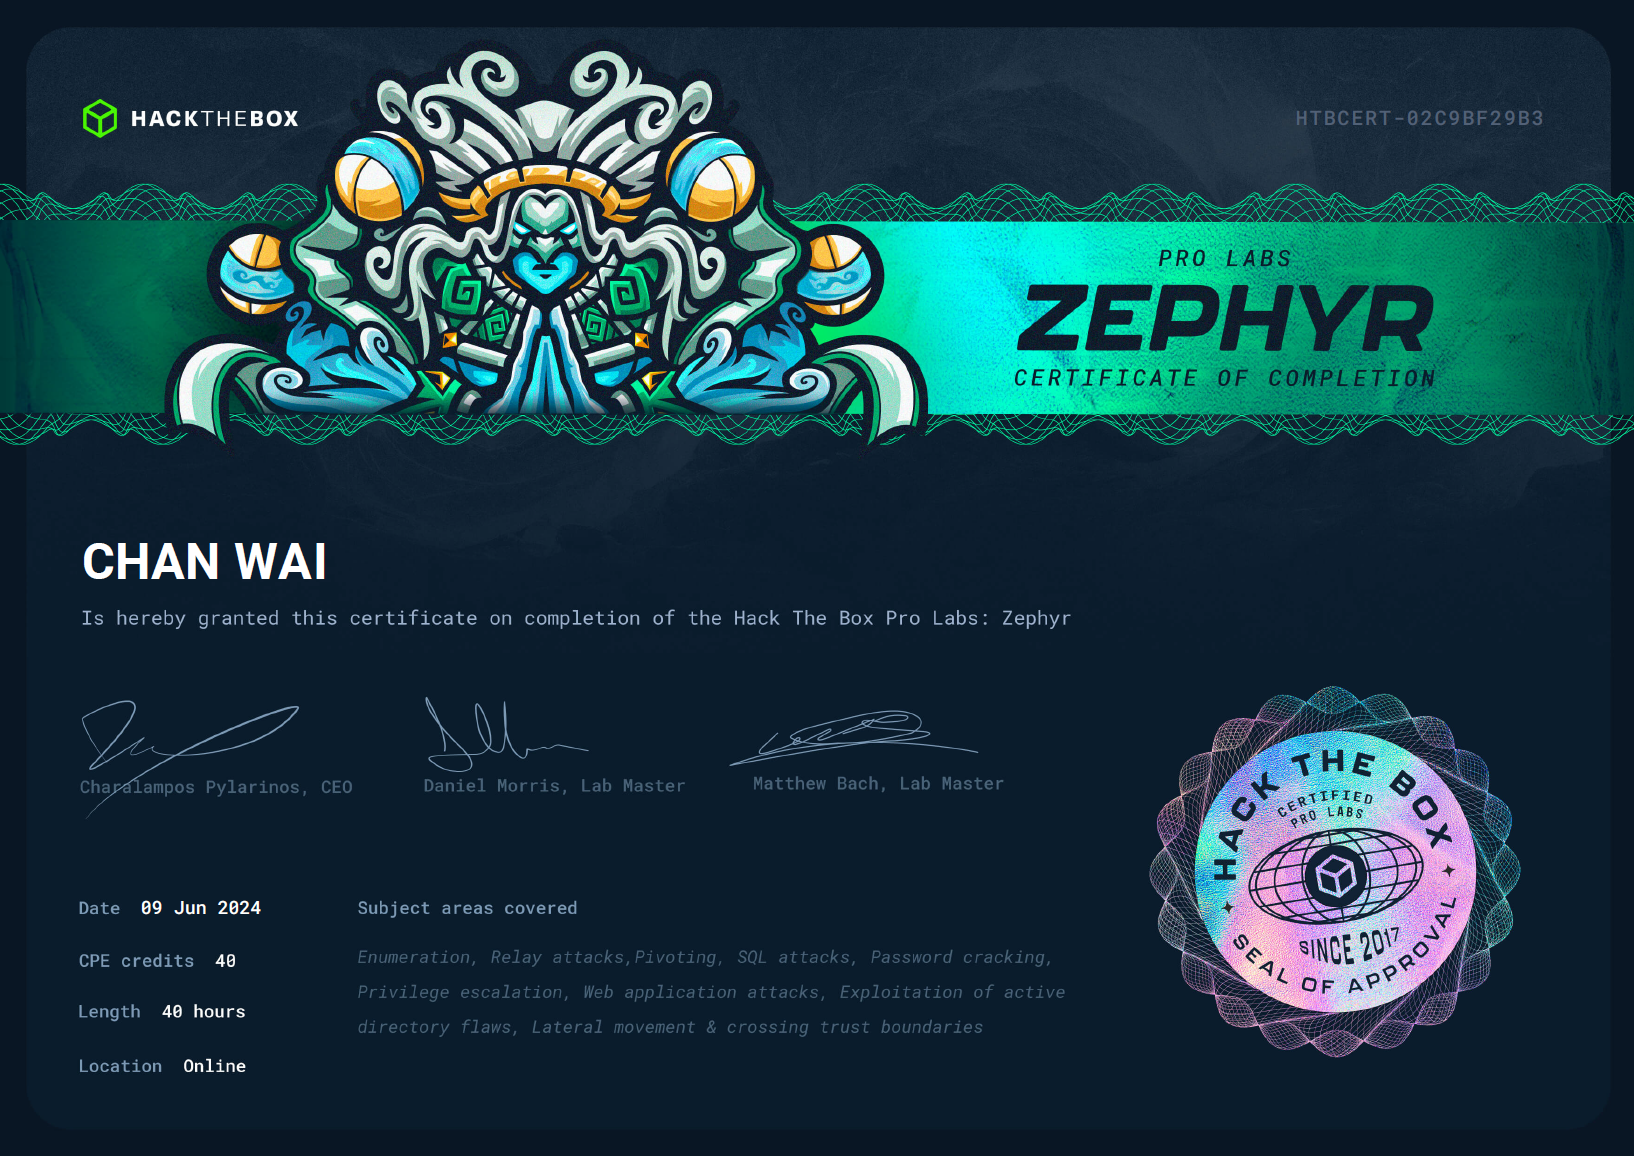 HACKTHEBOX
HTBCERT-02C9BF29B3
PRO LABS
ZEPHYR
CERTIFICATE OF COMPLETION
CHAN WAI
Is hereby granted this certificate on completion of the Hack The Box Pro Labs: Zephyr
Charalampos Pylarinos, CEO
Daniel Morris, Lab Master
Matthew Bach, Lab Master
HACK THE BOX
CERTIFIED
PRO LABS
SINCE 2017
SEAL OF APPROVAL
Date 09 Jun 2024
CPE credits 40
Length 40 hours
Location Online
Subject areas covered
Enumeration, Relay attacks,Pivoting, SQL attacks, Password cracking,
Privilege escalation, Web application attacks, Exploitation of active
directory flaws, Lateral movement & crossing trust boundaries